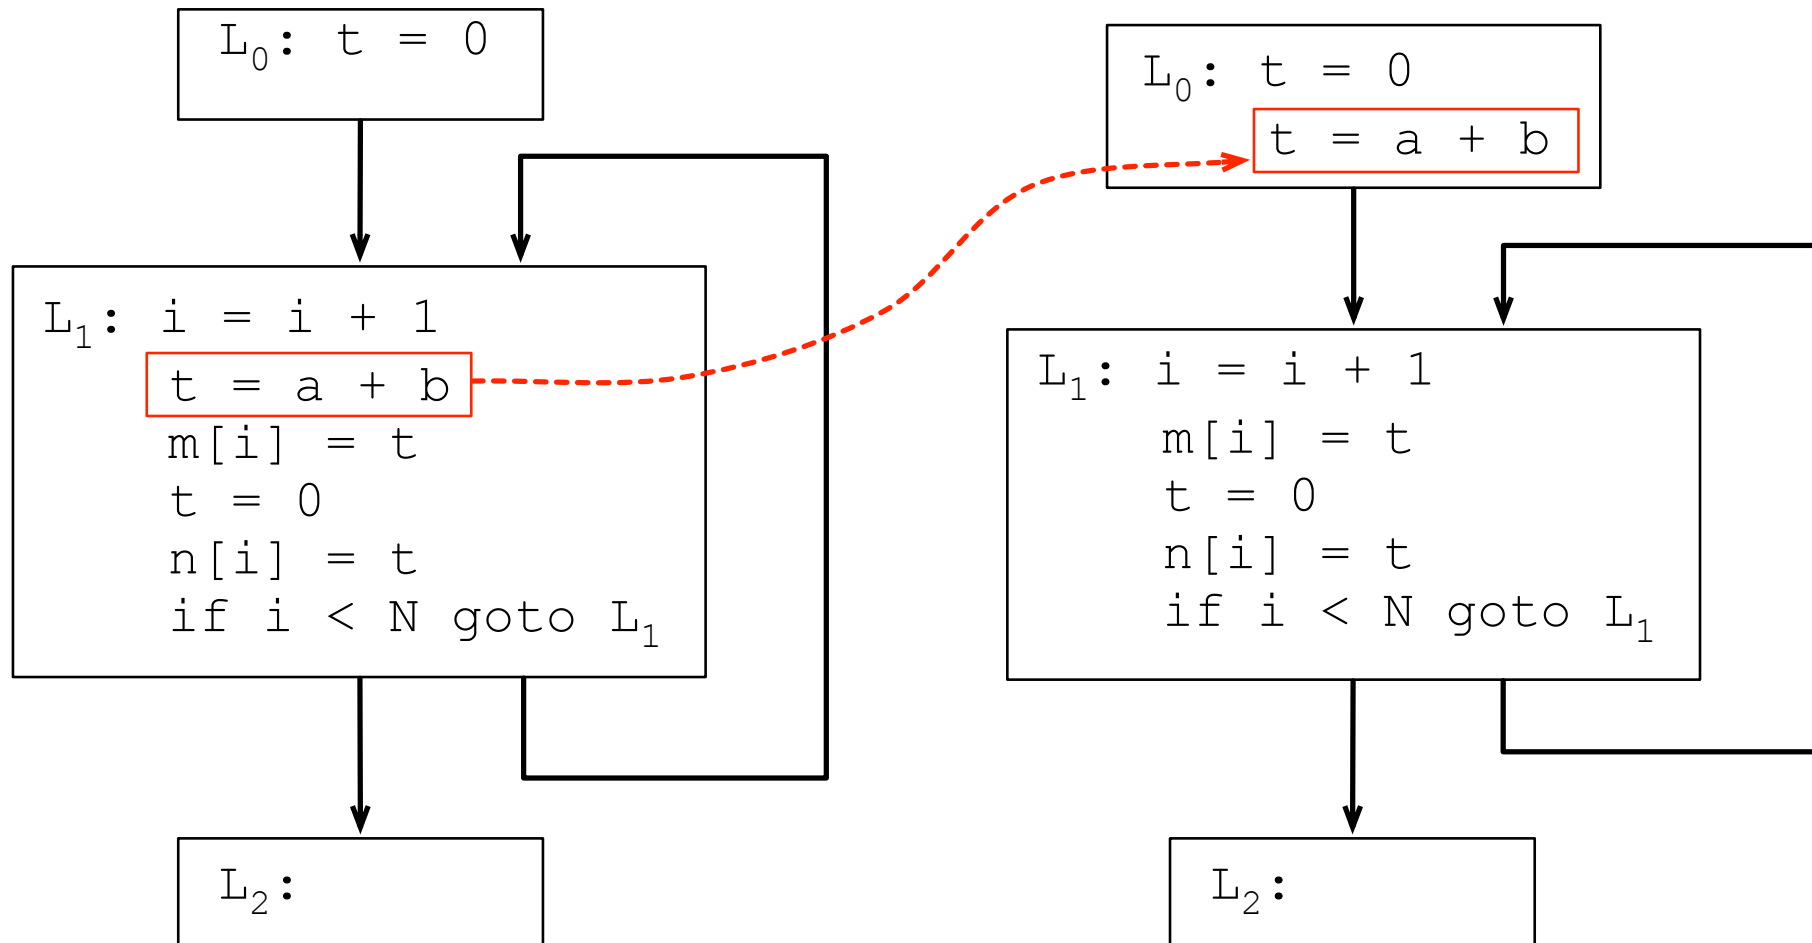 L₀: t = 0
L₁: i = i + 1
t = a + b
m[i] = t
t = 0
n[i] = t
if i < N goto L₁
L₂:
L₀: t = 0
t = a + b
L₁: i = i + 1
m[i] = t
t = 0
n[i] = t
if i < N goto L₁
L₂: